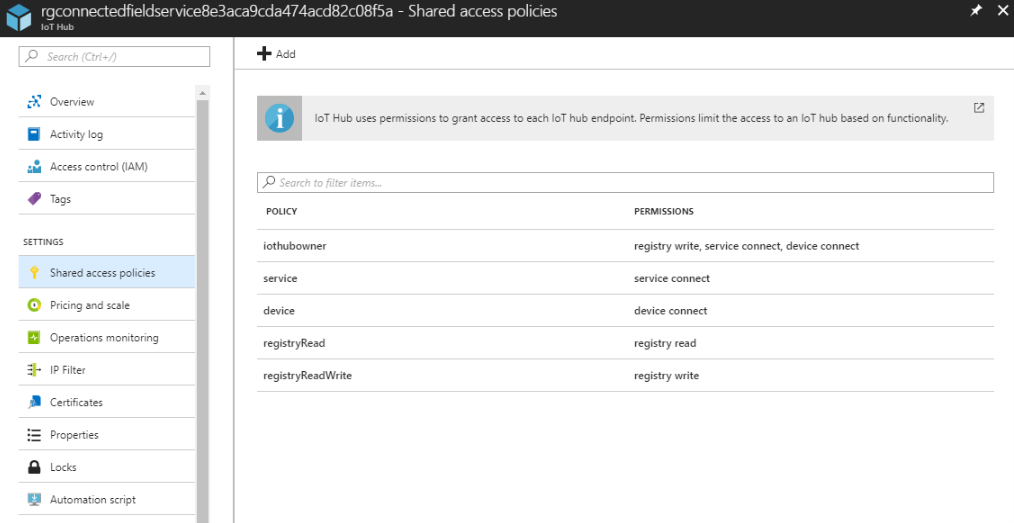 rgconnectedfieldservice8e3aca9cda474acd82c08f5a - Shared access policies
IoT Hub
Search (Ctrl+/)
Overview
Activity log
Access control (IAM)
Tags
SETTINGS
Shared access policies
Pricing and scale
Operations monitoring
IP Filter
Certificates
Properties
Locks
Automation script
Add
IoT Hub uses permissions to grant access to each IoT hub endpoint. Permissions limit the access to an IoT hub based on functionality.
Search to filter items...
POLICY PERMISSIONS
iothubowner registry write, service connect, device connect
service service connect
device device connect
registryRead registry read
registryReadWrite registry write